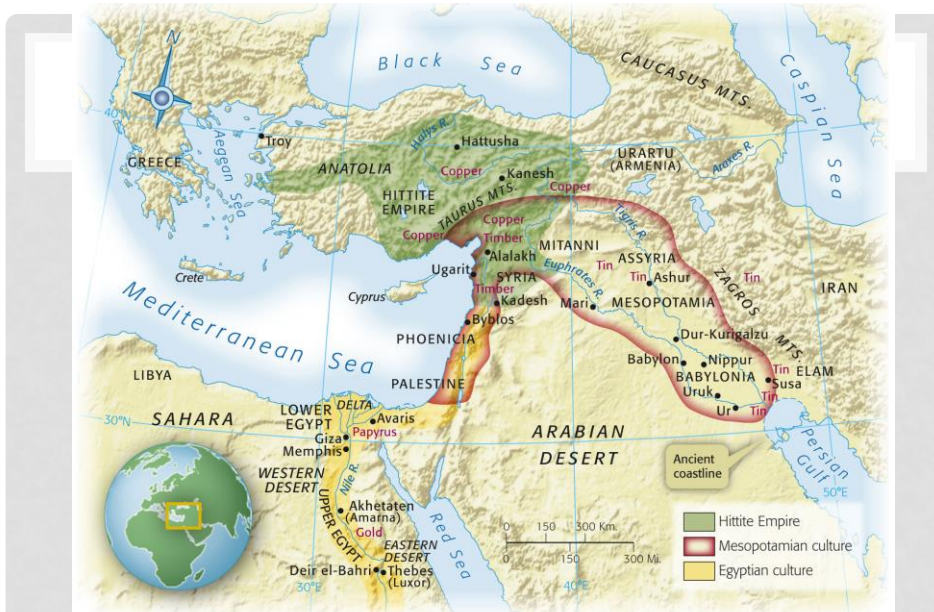 N
Black Sea
CAUCASUS MTS.
Caspian Sea
40°N
Troy
Halys R.
Hattusha
GREECE
Aegean Sea
ANATOLIA
Copper
Kanesh
URARTU
(ARMENIA)
Araxes R.
HITTITE
EMPIRE
TAURUS MTS.
Copper
Copper
Copper
Timber
MITANNI
Tigris R.
Alalakh
ASSYRIA
Crete
Cyprus
Ugarit
SYRIA
Euphrates R.
Tin
Ashur
ZAGROS MTS.
Tin
IRAN
Timber
Kadesh
Mari
MESOPOTAMIA
Mediterranean Sea
Byblos
PHOENICIA
Dur-Kurigalzu
Babylon
Nippur
LIBYA
PALESTINE
BABYLONIA
Tin
ELAM
Susa
Uruk
Tin
SAHARA
30°N
LOWER
EGYPT
DELTA
Avaris
Ur
Tin
Giza
Papyrus
Memphis
ARABIAN
DESERT
Persian
Gulf
WESTERN
DESERT
Nile R.
Ancient
coastline
50°E
UPPER EGYPT
Akhetaten
(Amarna)
Gold
Red Sea
0 150 300 Km.
Hittite Empire
EASTERN
DESERT
0 150 300 Mi.
Mesopotamian culture
Deir el-Bahri
Thebes
(Luxor)
30°E
40°E
Egyptian culture